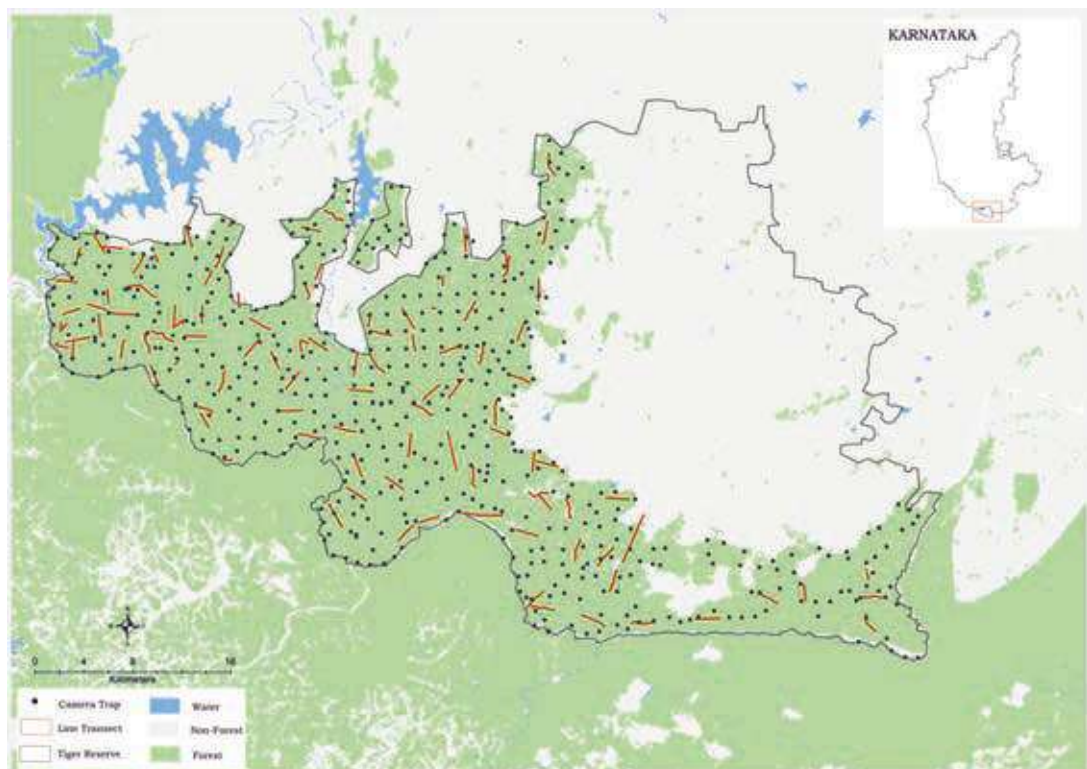 KARNATAKA
0 4 8 16
Kilometers
Camera Trap
Water
Line Transect
Non-Forest
Tiger Reserve
Forest